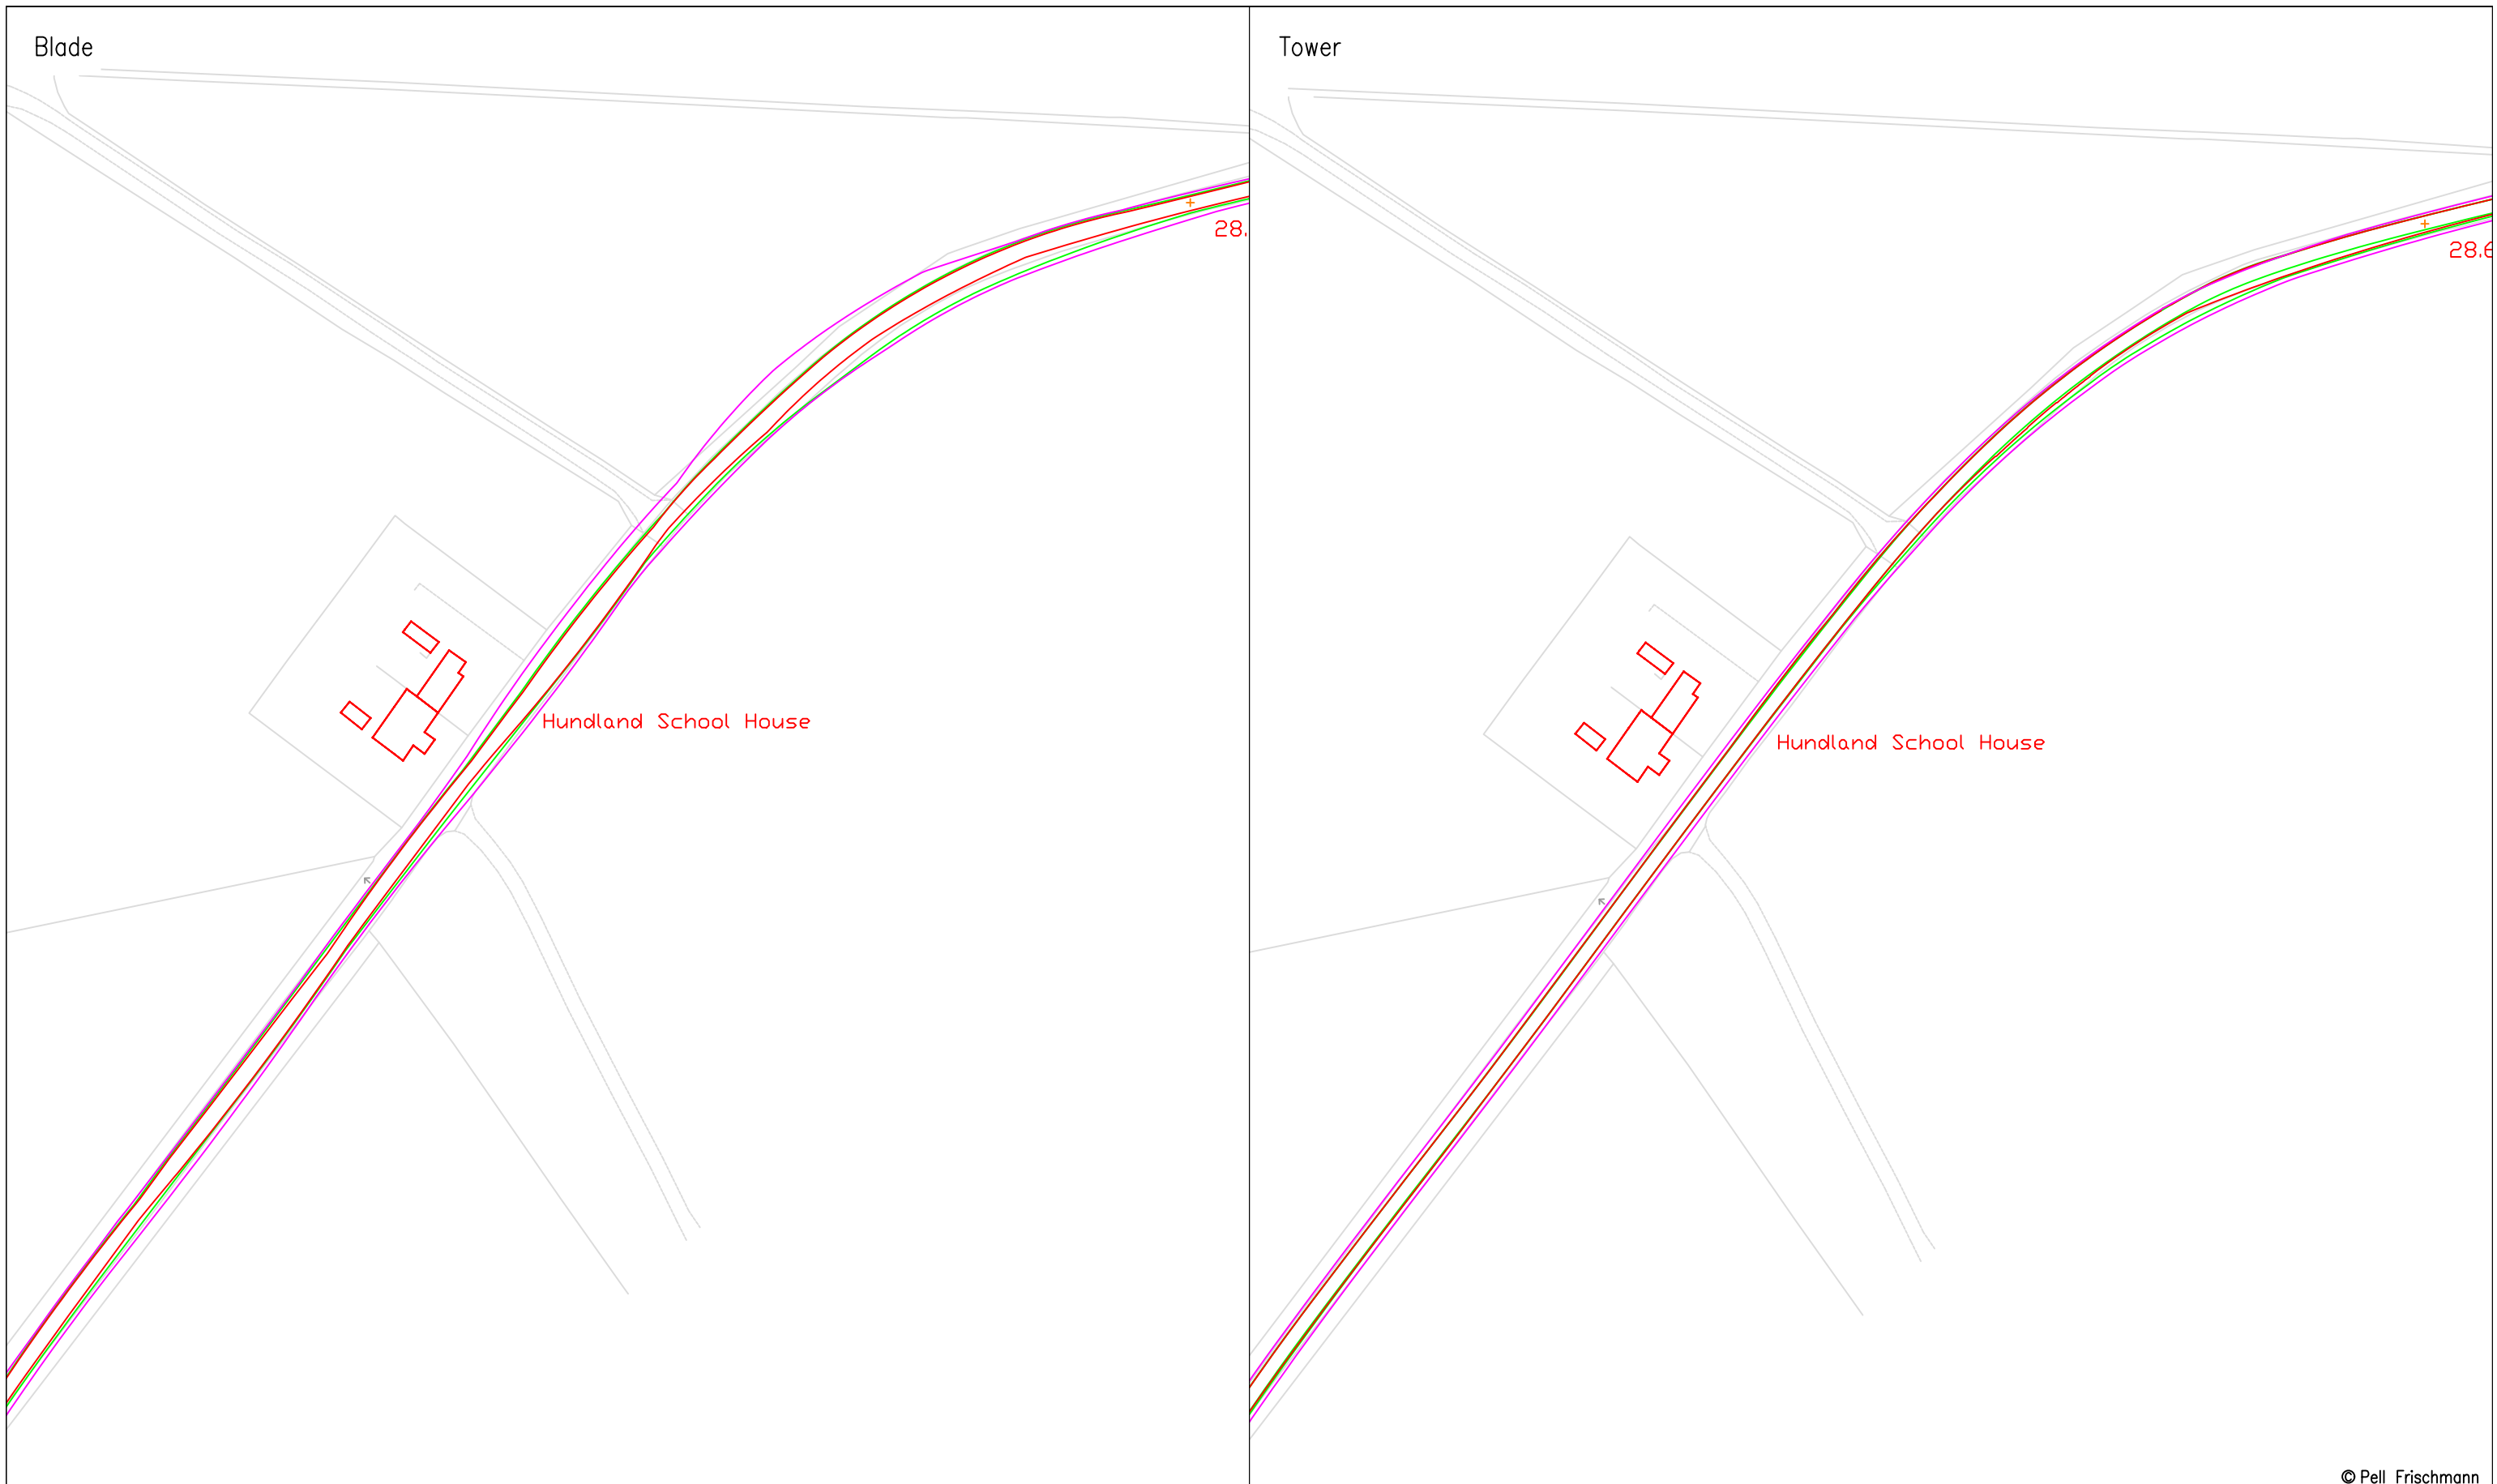 Blade
28.
Hundland School House
Tower
28.6
Hundland School House
© Pell Frischmann